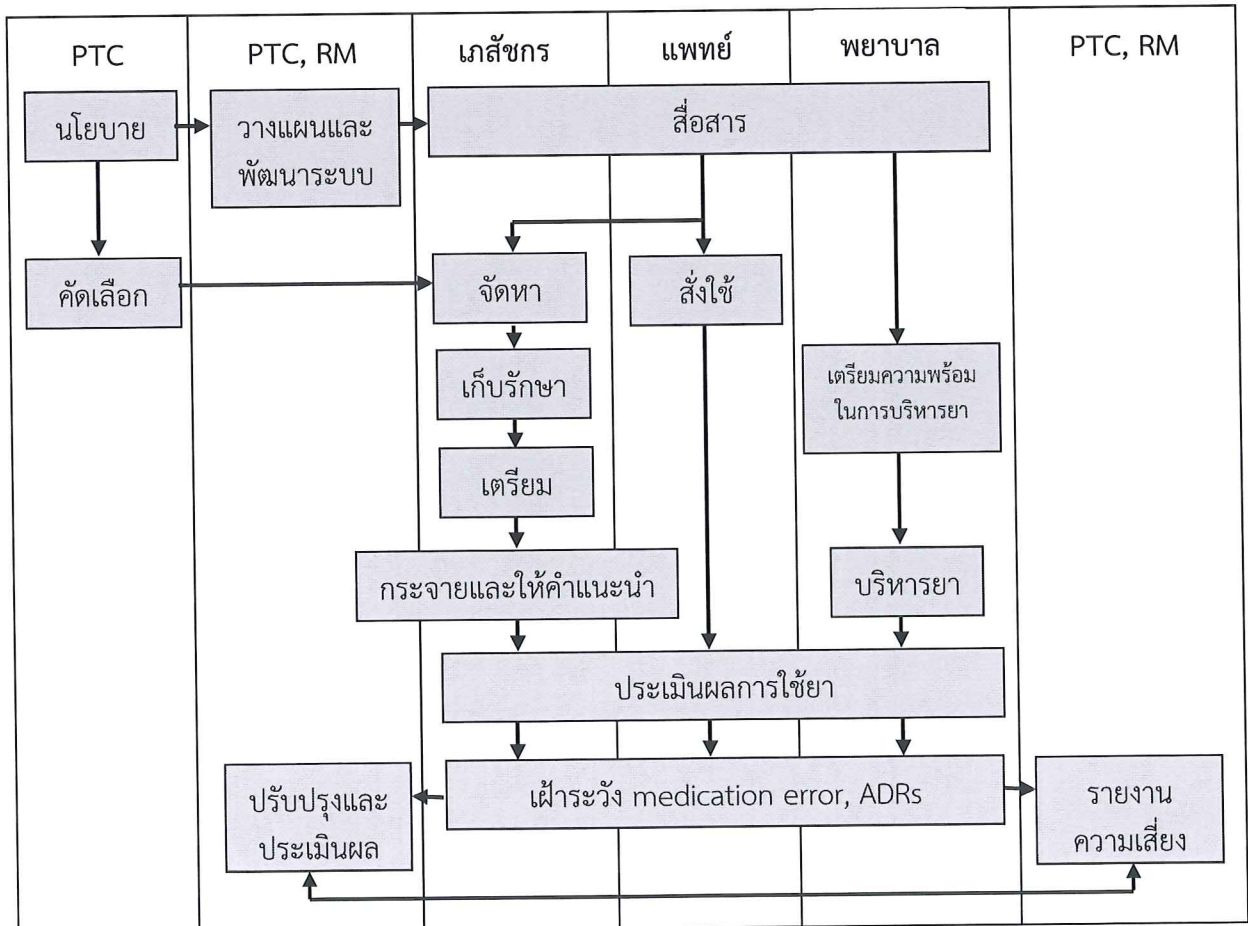 PTC
PTC, RM
เภสัชกร
แพทย์
พยาบาล
PTC, RM
นโยบาย
วางแผนและ
พัฒนาระบบ
สื่อสาร
คัดเลือก
จัดหา
สั่งใช้
เก็บรักษา
เตรียมความพร้อม
ในการบริหารยา
เตรียม
กระจายและให้คำแนะนำ
บริหารยา
ประเมินผลการใช้ยา
ปรับปรุงและ
ประเมินผล
เฝ้าระวัง medication error, ADRs
รายงาน
ความเสี่ยง